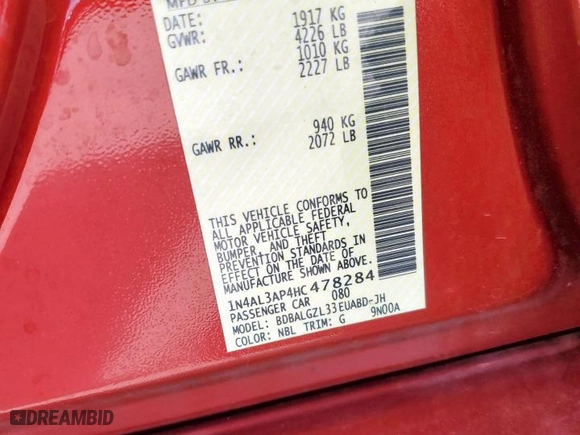 DATE: 1917 KG
GVWR: 4226 LB
1010 KG
GAWR FR.: 2227 LB
940 KG
GAWR RR.: 2072 LB
THIS VEHICLE CONFORMS TO
ALL APPLICABLE FEDERAL
MOTOR VEHICLE SAFETY,
BUMPER, AND THEFT
PREVENTION STANDARDS IN
EFFECT ON THE DATE OF
MANUFACTURE SHOWN ABOVE.
1N4AL3AP4HC478284
PASSENGER CAR 080
MODEL: BDBALGZL33EUABD-JH
COLOR: NBL TRIM: G 9N00A
DREAMBID